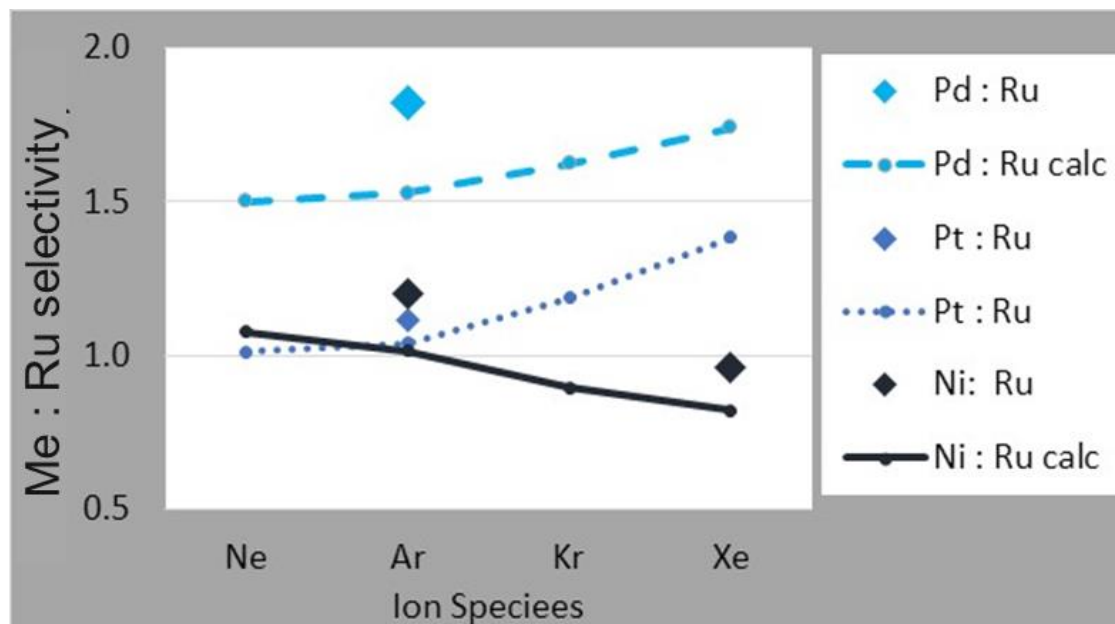 2.0
1.5
1.0
0.5
Me : Ru selectivity
Ne Ar Kr Xe
Ion Speciees
Pd : Ru
Pd : Ru calc
Pt : Ru
Pt : Ru
Ni: Ru
Ni : Ru calc